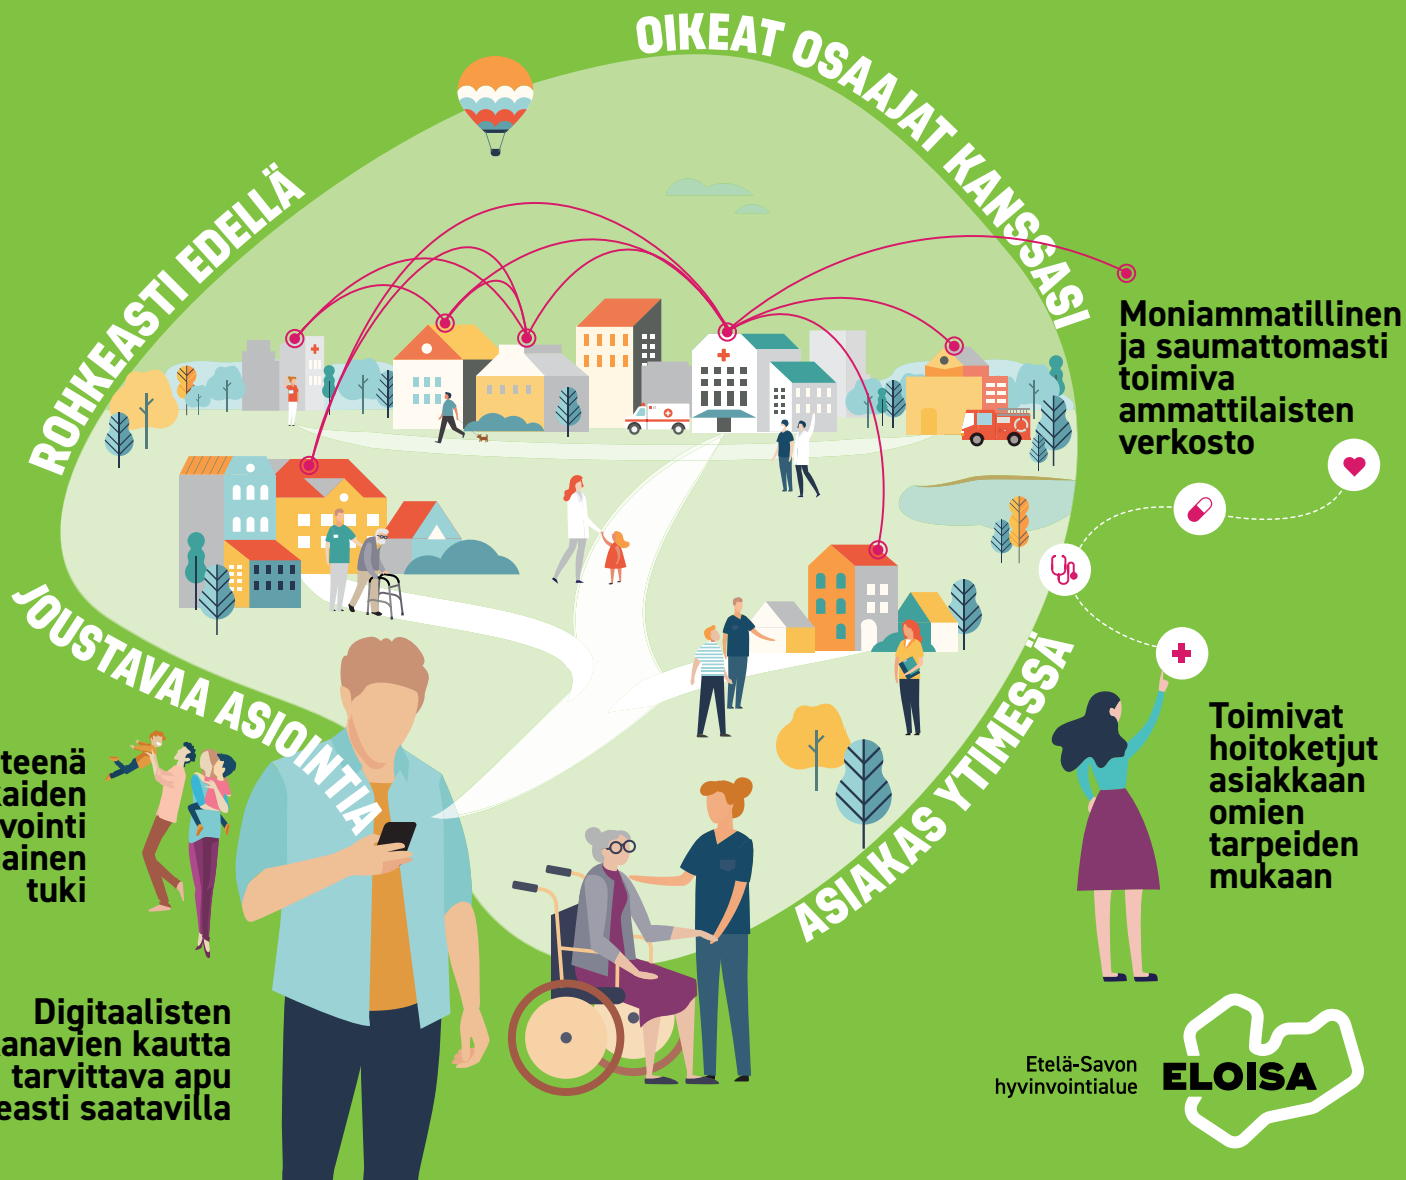 OIKEAT OSAAJAT KANSSASI
ROHKEASTI EDELLÄ
Moniammatillinen
ja saumattomasti
toimiva
ammattilaisten
verkosto
JOUSTAVAA ASIOINTIA
ASIAKAS YTIMESSÄ
Toimivat
hoitoketjut
asiakkaan
omien
tarpeiden
mukaan
tuki
Digitaalisten
kautta
tarvittava apu
saatavilla
Etelä-Savon
hyvinvointialue
ELOISA